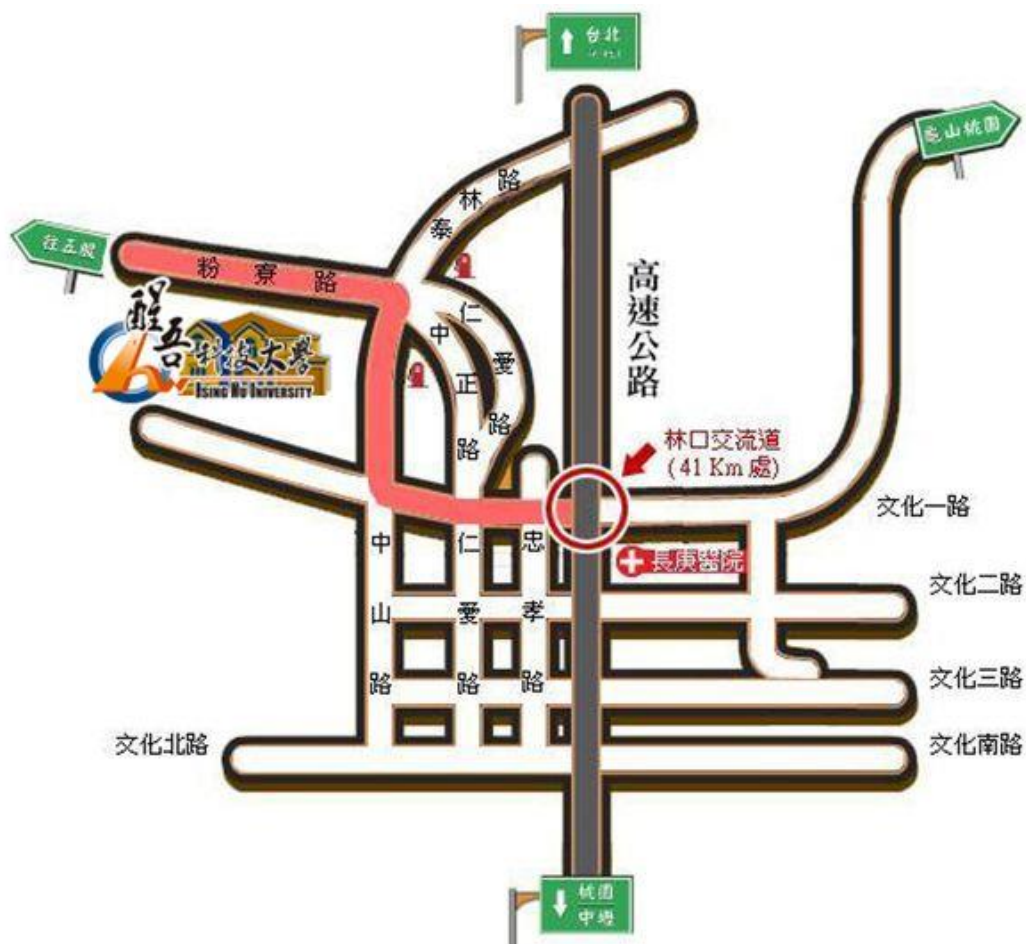 台北
龜山桃園
往五股
泰林路
粉寮路
高速公路
仁愛路
中正路
醒吾科技大學
HSING WU UNIVERSITY
林口交流道
(41 Km 處)
文化一路
長庚醫院
中山路
仁愛路
忠孝路
文化二路
文化三路
文化北路
文化南路
桃園
中壢